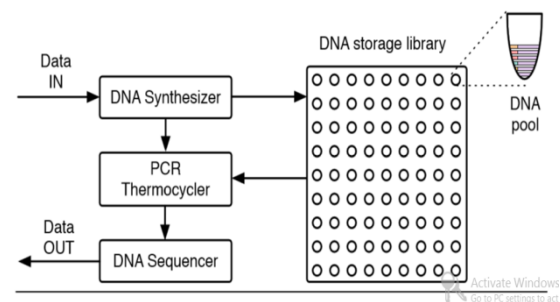 Data
IN
DNA Synthesizer
DNA storage library
DNA
pool
PCR
Thermocycler
Data
OUT
DNA Sequencer
Activate Windows
Go to PC settings to act